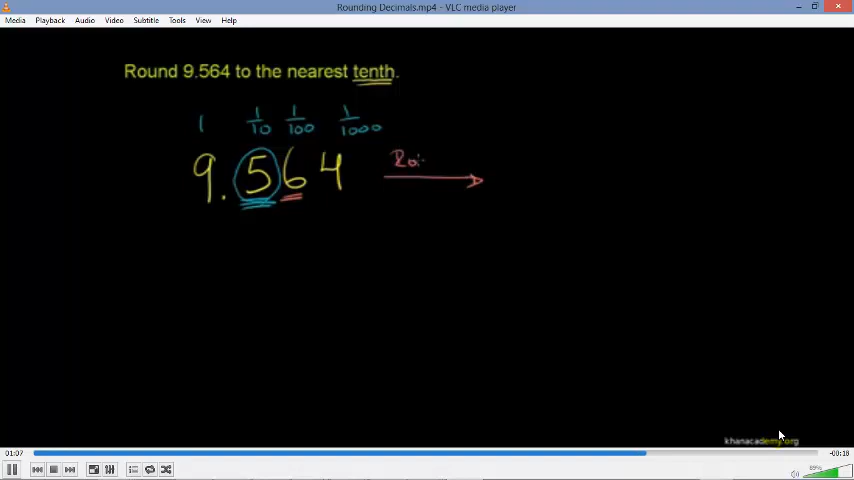 Rounding Decimals.mp4 - VLC media player
Media Playback Audio Video Subtitle Tools View Help
Round 9.564 to the nearest tenth.
1 1/10 1/100 1/1000
9.564
01:07 -00:18
khanacademy.org
89%